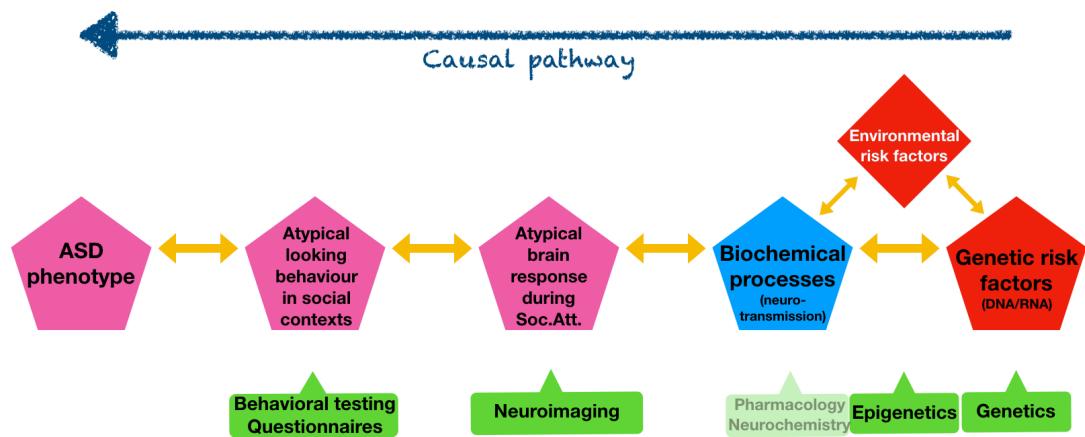 Causal pathway
Environmental
risk factors
ASD
phenotype
Atypical
looking
behaviour
in social
contexts
Atypical
brain
response
during
Soc.Att.
Biochemical
processes
(neuro-
transmission)
Genetic risk
factors
(DNA/RNA)
Behavioral testing
Questionnaires
Neuroimaging
Pharmacology
Neurochemistry
Epigenetics
Genetics